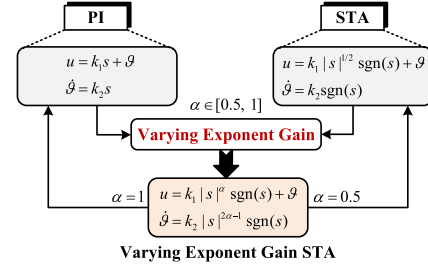 PI
STA
u = k₁s + ϑ
ϑ̇ = k₂s
u = k₁ | s |^{1/2} sgn(s) + ϑ
ϑ̇ = k₂sgn(s)
α ∈ [0.5, 1]
Varying Exponent Gain
α = 1
u = k₁ | s |^α sgn(s) + ϑ
ϑ̇ = k₂ | s |^{2α−1} sgn(s)
α = 0.5
Varying Exponent Gain STA